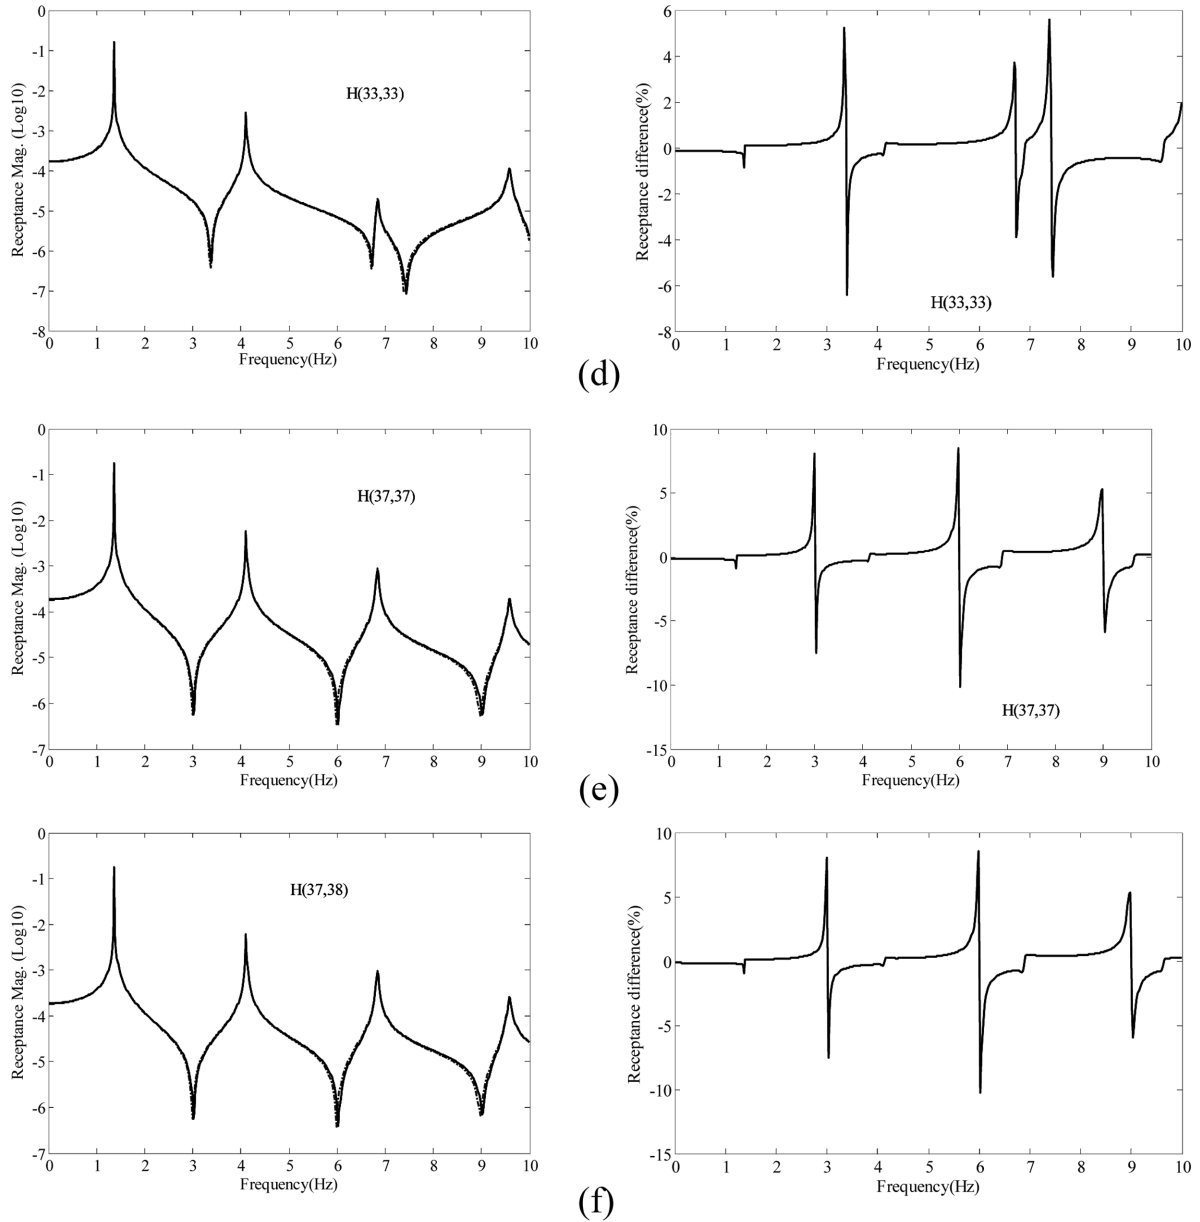 0
-1
-2
-3
-4
-5
-6
-7
-8
Receptance Mag. (Log10)
H(33,33)
0 1 2 3 4 5 6 7 8 9 10
Frequency(Hz)
6
4
2
0
-2
-4
-6
-8
Receptance difference(%)
H(33,33)
0 1 2 3 4 5 6 7 8 9 10
Frequency(Hz)
(d)
0
-1
-2
-3
-4
-5
-6
-7
Receptance Mag. (Log10)
H(37,37)
0 1 2 3 4 5 6 7 8 9 10
Frequency(Hz)
10
5
0
-5
-10
-15
Receptance difference(%)
H(37,37)
0 1 2 3 4 5 6 7 8 9 10
Frequency(Hz)
(e)
0
-1
-2
-3
-4
-5
-6
-7
Receptance Mag. (Log10)
H(37,38)
0 1 2 3 4 5 6 7 8 9 10
Frequency(Hz)
10
5
0
-5
-10
-15
Receptance difference(%)
0 1 2 3 4 5 6 7 8 9 10
Frequency(Hz)
(f)